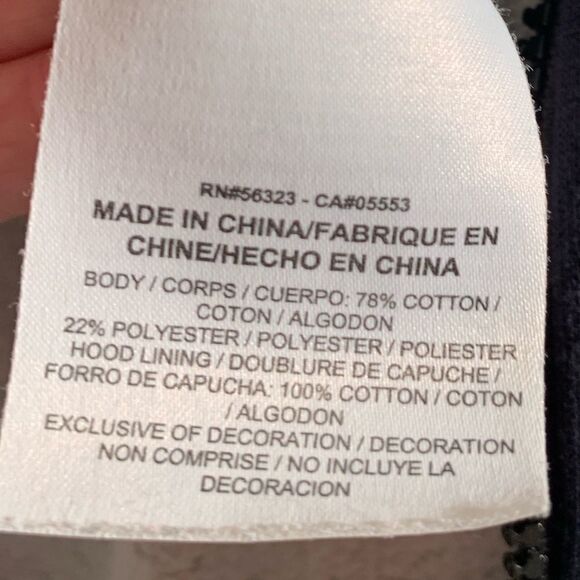 RN#56323 - CA#05553
MADE IN CHINA/FABRIQUE EN
CHINE/HECHO EN CHINA
BODY / CORPS / CUERPO: 78% COTTON /
COTON / ALGODON
22% POLYESTER / POLYESTER / POLIESTER
HOOD LINING / DOUBLURE DE CAPUCHE /
FORRO DE CAPUCHA: 100% COTTON / COTON
/ ALGODON
EXCLUSIVE OF DECORATION / DECORATION
NON COMPRISE / NO INCLUYE LA
DECORACION